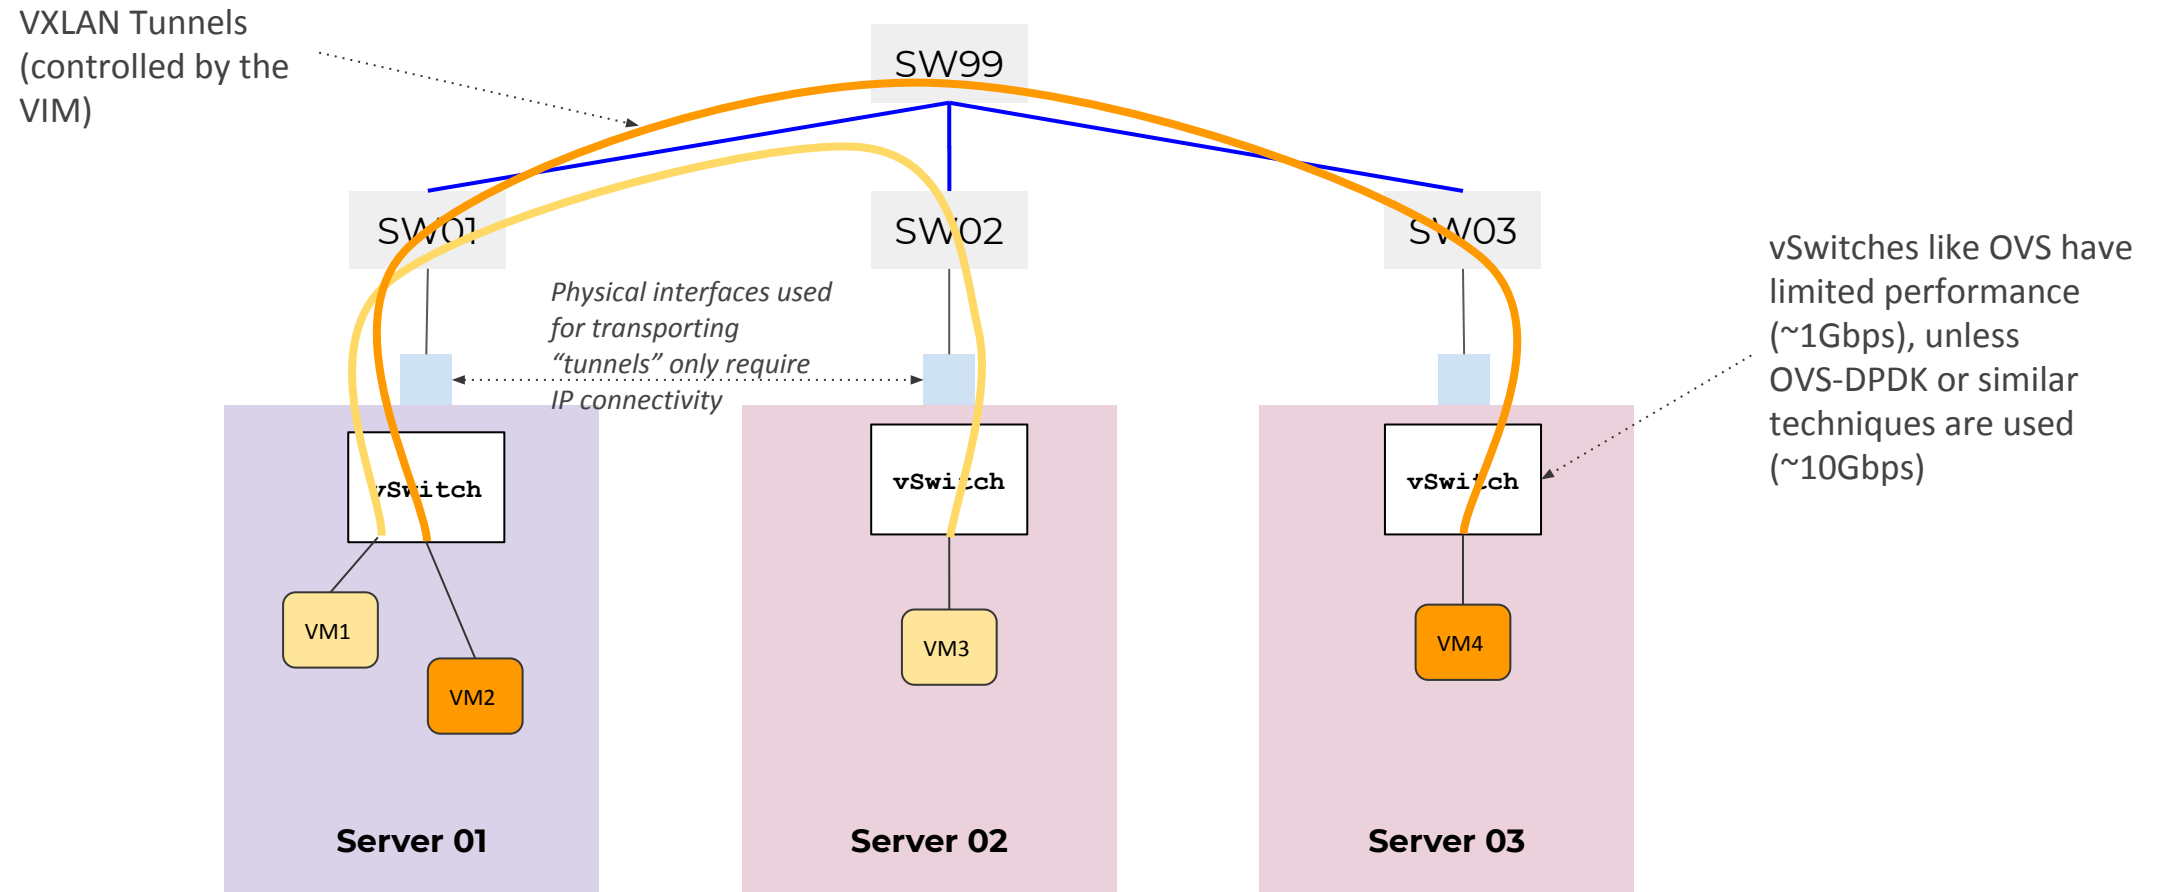 VXLAN Tunnels
(controlled by the
VIM)
SW99
SW01
SW02
SW03
Physical interfaces used
for transporting
“tunnels” only require
IP connectivity
vSwitches like OVS have
limited performance
(~1Gbps), unless
OVS-DPDK or similar
techniques are used
(~10Gbps)
vSwitch
vSwitch
vSwitch
VM1
VM2
VM3
VM4
Server 01
Server 02
Server 03